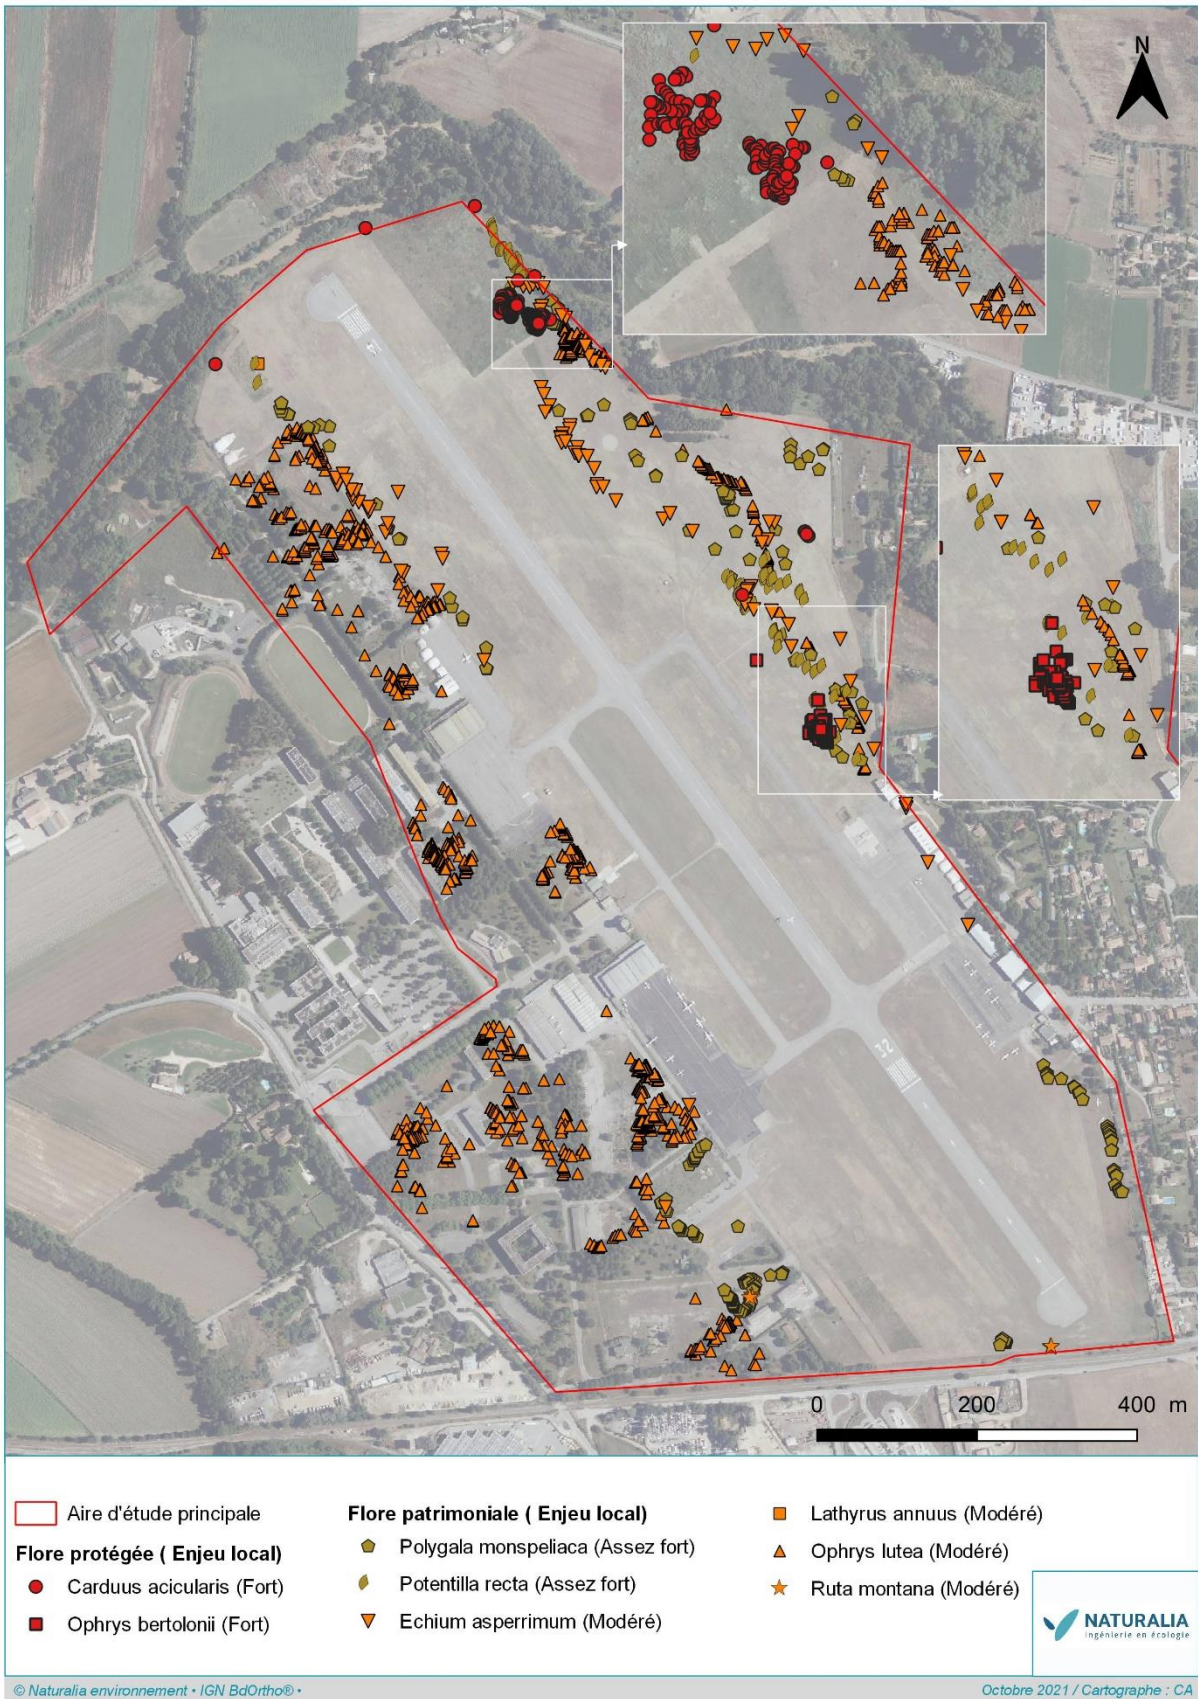 N
32
0 200 400 m
Aire d'étude principale
Flore protégée ( Enjeu local)
Carduus acicularis (Fort)
Ophrys bertolonii (Fort)
Flore patrimoniale ( Enjeu local)
Polygala monspeliaca (Assez fort)
Potentilla recta (Assez fort)
Echium asperrimum (Modéré)
Lathyrus annuus (Modéré)
Ophrys lutea (Modéré)
Ruta montana (Modéré)
NATURALIA
Ingénierie en écologie
© Naturalia environnement • IGN BdOrtho® •
Octobre 2021 / Cartographe : CA